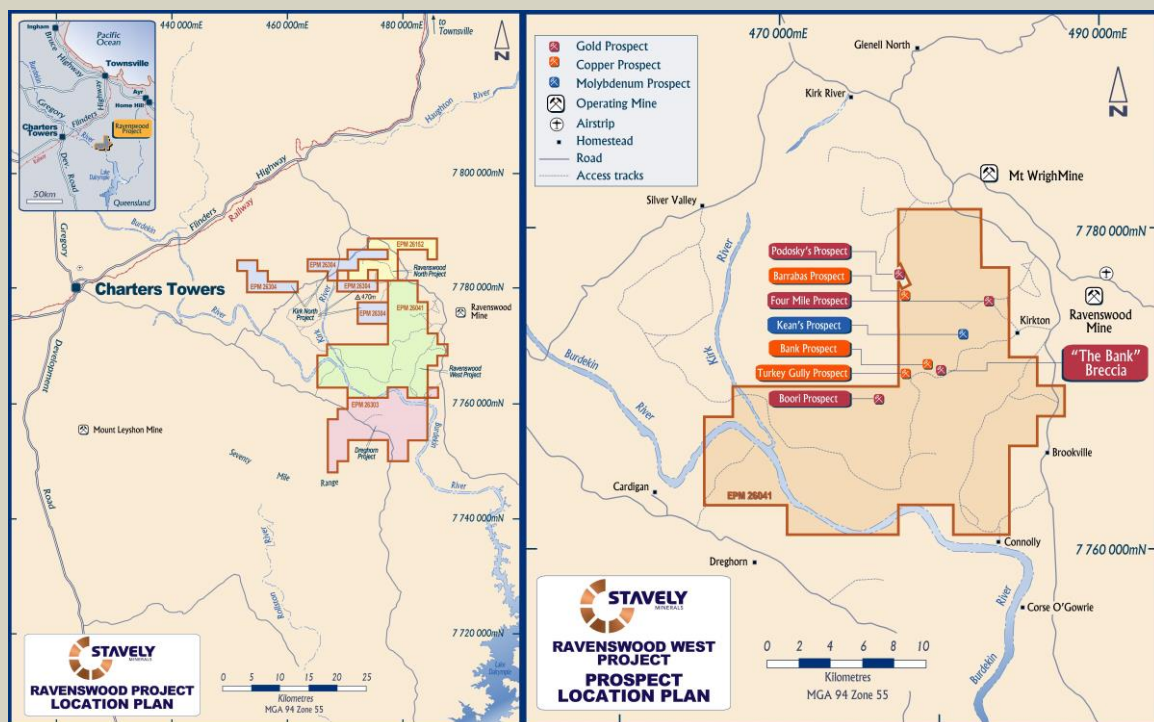 440 000mE
460 000mE
480 000mE
to
Townsville
N
Ingham
Pacific
Ocean
Bruce Highway
Burdekin
Townsville
Ayr
Home Hill
Gregory
Flinders
Highway
River
Charters
Towers
Ravenswood
Project
Dev. Road
Lake
Dalrymple
50km
Queensland
Haughton River
7 800 000mN
Flinders Highway
Railway
Burdekin
River
Gregory
EPM 26152
EPM 26304
EPM 26304
EPM 26304
Ravenswood
North Project
Charters Towers
7 780 000mN
470m
Kirk North
Project
EPM 26304
EPM 26041
Kirk
River
Ravenswood
Mine
Ravenswood
West Project
Development
Road
7 760 000mN
EPM 26303
Mount Leyshon Mine
Dreghorn
Project
Burdekin
River
Seventy
Mile
Range
7 740 000mN
River
7 720 000mN
Lake
Dalrymple
STAVELY
MINERALS
RAVENSWOOD PROJECT
LOCATION PLAN
0 5 10 15 20 25
Kilometres
MGA 94 Zone 55
470 000mE
490 000mE
Gold Prospect
Copper Prospect
Molybdenum Prospect
Operating Mine
Airstrip
Homestead
Road
Access tracks
Glenell North
N
Kirk River
Mt WrighMine
Silver Valley
River
7 780 000mN
Podosky's Prospect
Barrabas Prospect
Four Mile Prospect
Kean's Prospect
Bank Prospect
Turkey Gully Prospect
Boori Prospect
Kirkton
Ravenswood
Mine
"The Bank"
Breccia
Kirk
Burdekin
River
Brookville
Cardigan
EPM 26041
Connolly
7 760 000mN
Dreghorn
River
Corse O'Gowrie
Burdekin
STAVELY
MINERALS
RAVENSWOOD WEST
PROJECT
PROSPECT
LOCATION PLAN
0 2 4 6 8 10
Kilometres
MGA 94 Zone 55